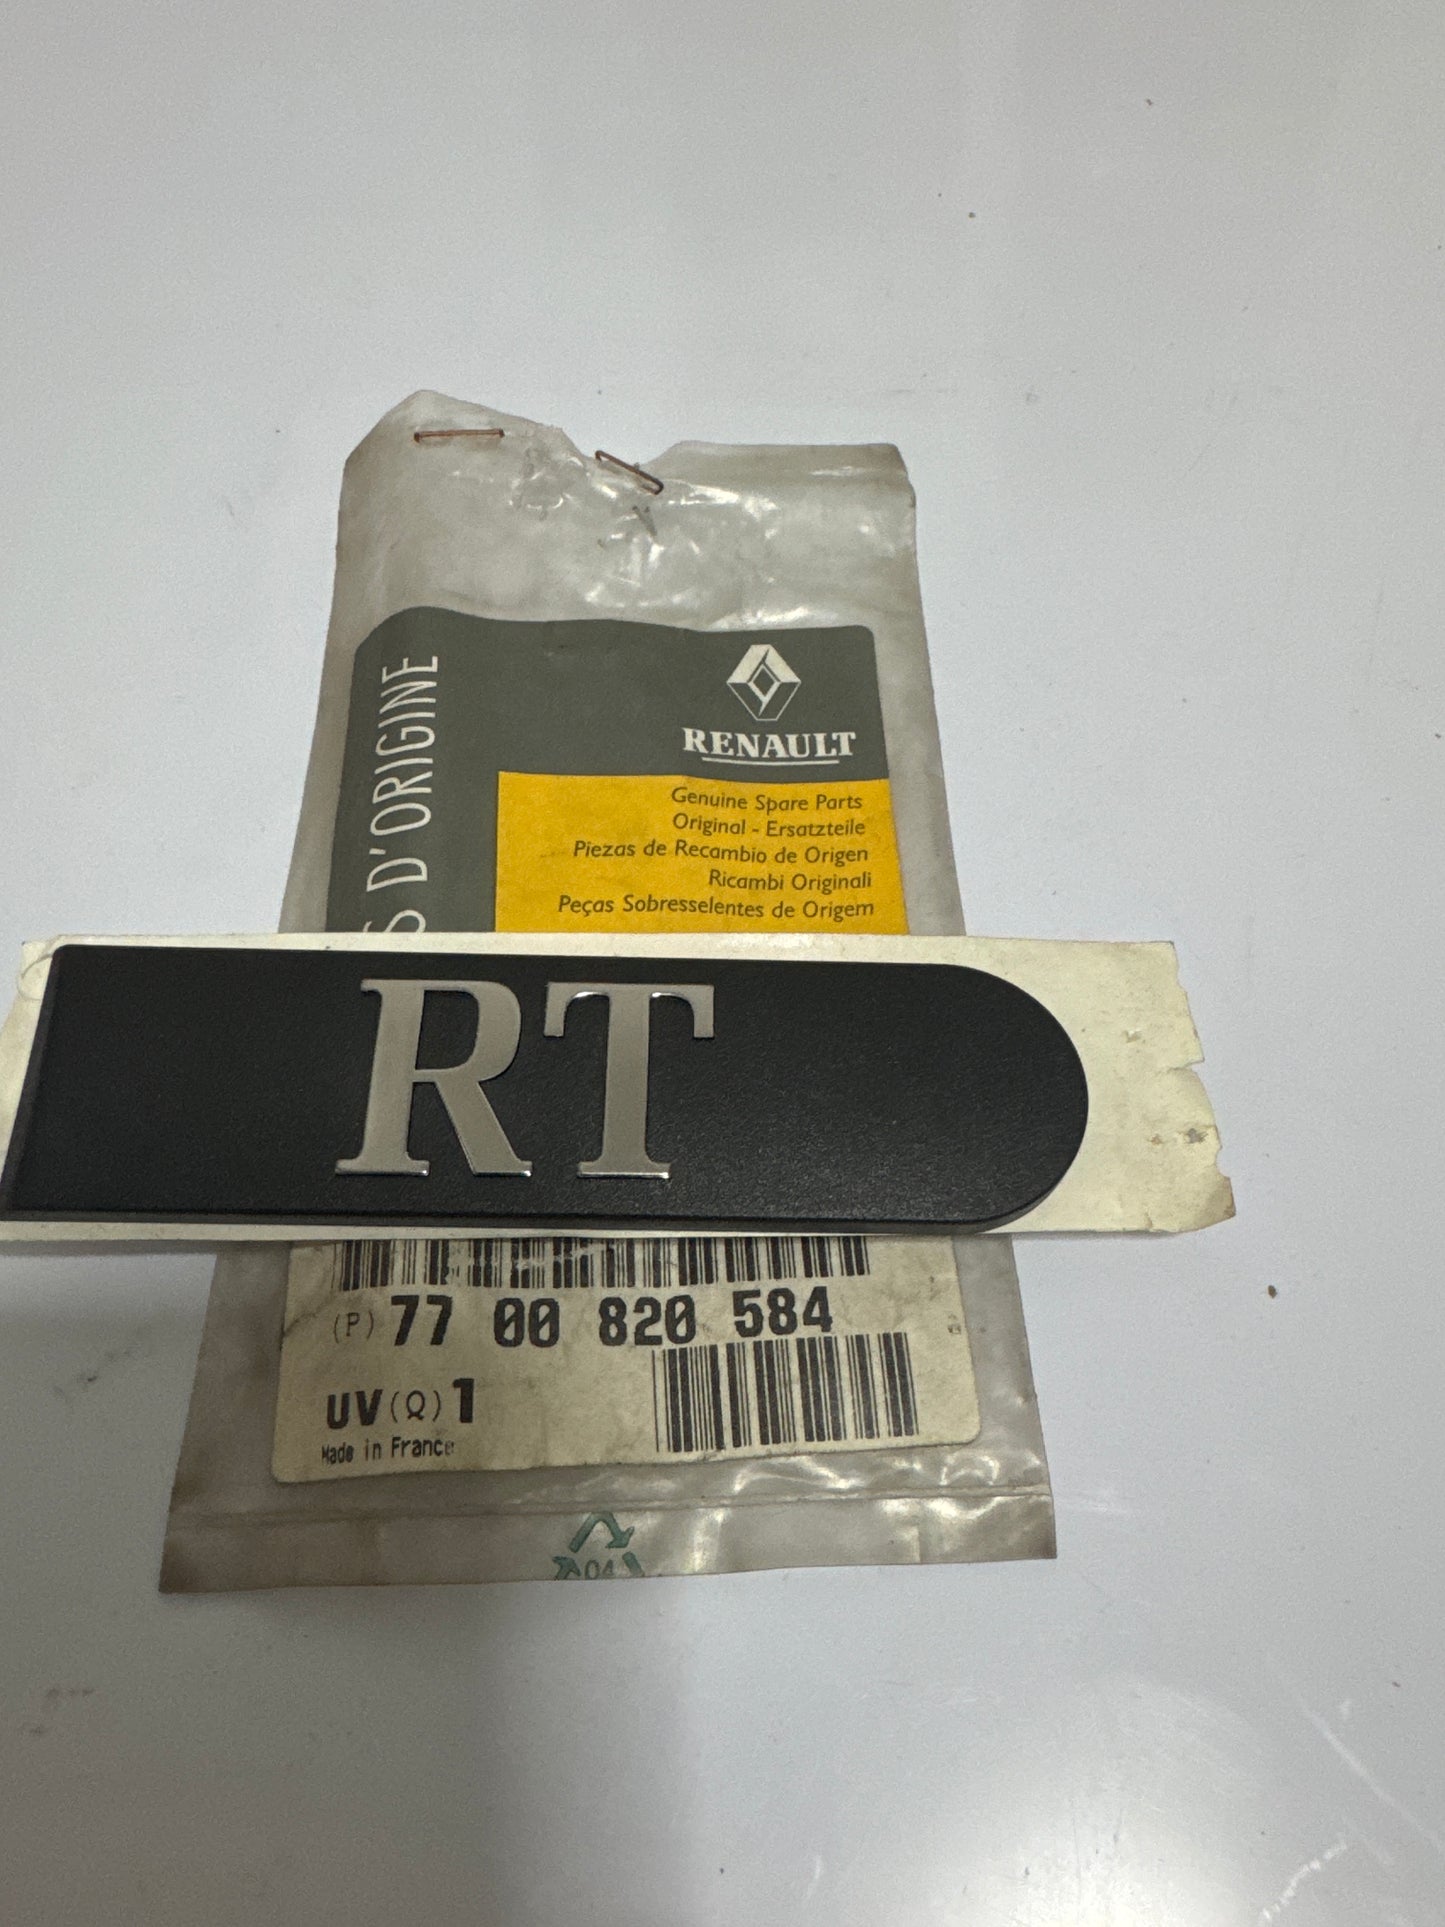 D'ORIGINE
RENAULT
Genuine Spare Parts
Original - Ersatzteile
Piezas de Recambio de Origen
Ricambi Originali
Peças Sobresselentes de Origem
RT
(P) 77 00 820 584
UV(Q)1
Made in France
04